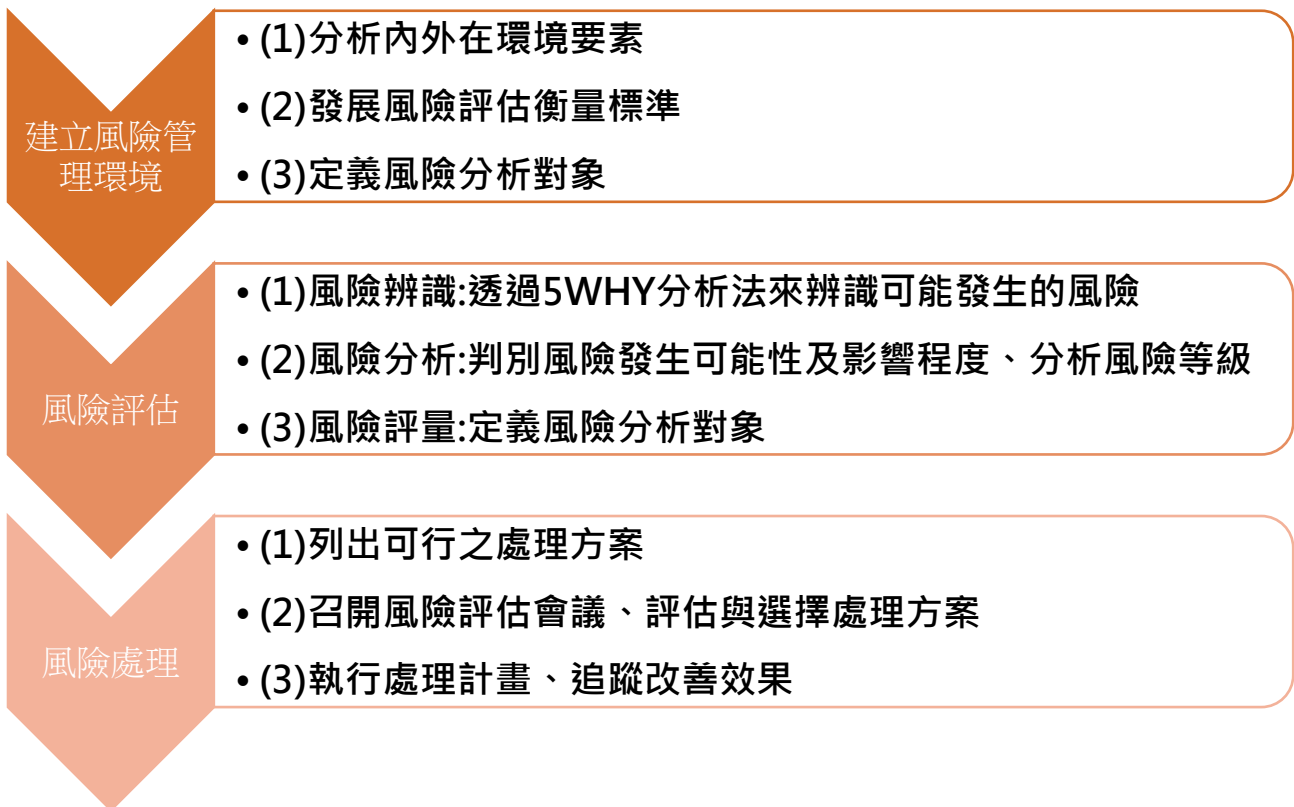 建立風險管
理環境
• (1)分析內外在環境要素
• (2)發展風險評估衡量標準
• (3)定義風險分析對象
風險評估
• (1)風險辨識:透過5WHY分析法來辨識可能發生的風險
• (2)風險分析:判別風險發生可能性及影響程度、分析風險等級
• (3)風險評量:定義風險分析對象
風險處理
• (1)列出可行之處理方案
• (2)召開風險評估會議、評估與選擇處理方案
• (3)執行處理計畫、追蹤改善效果